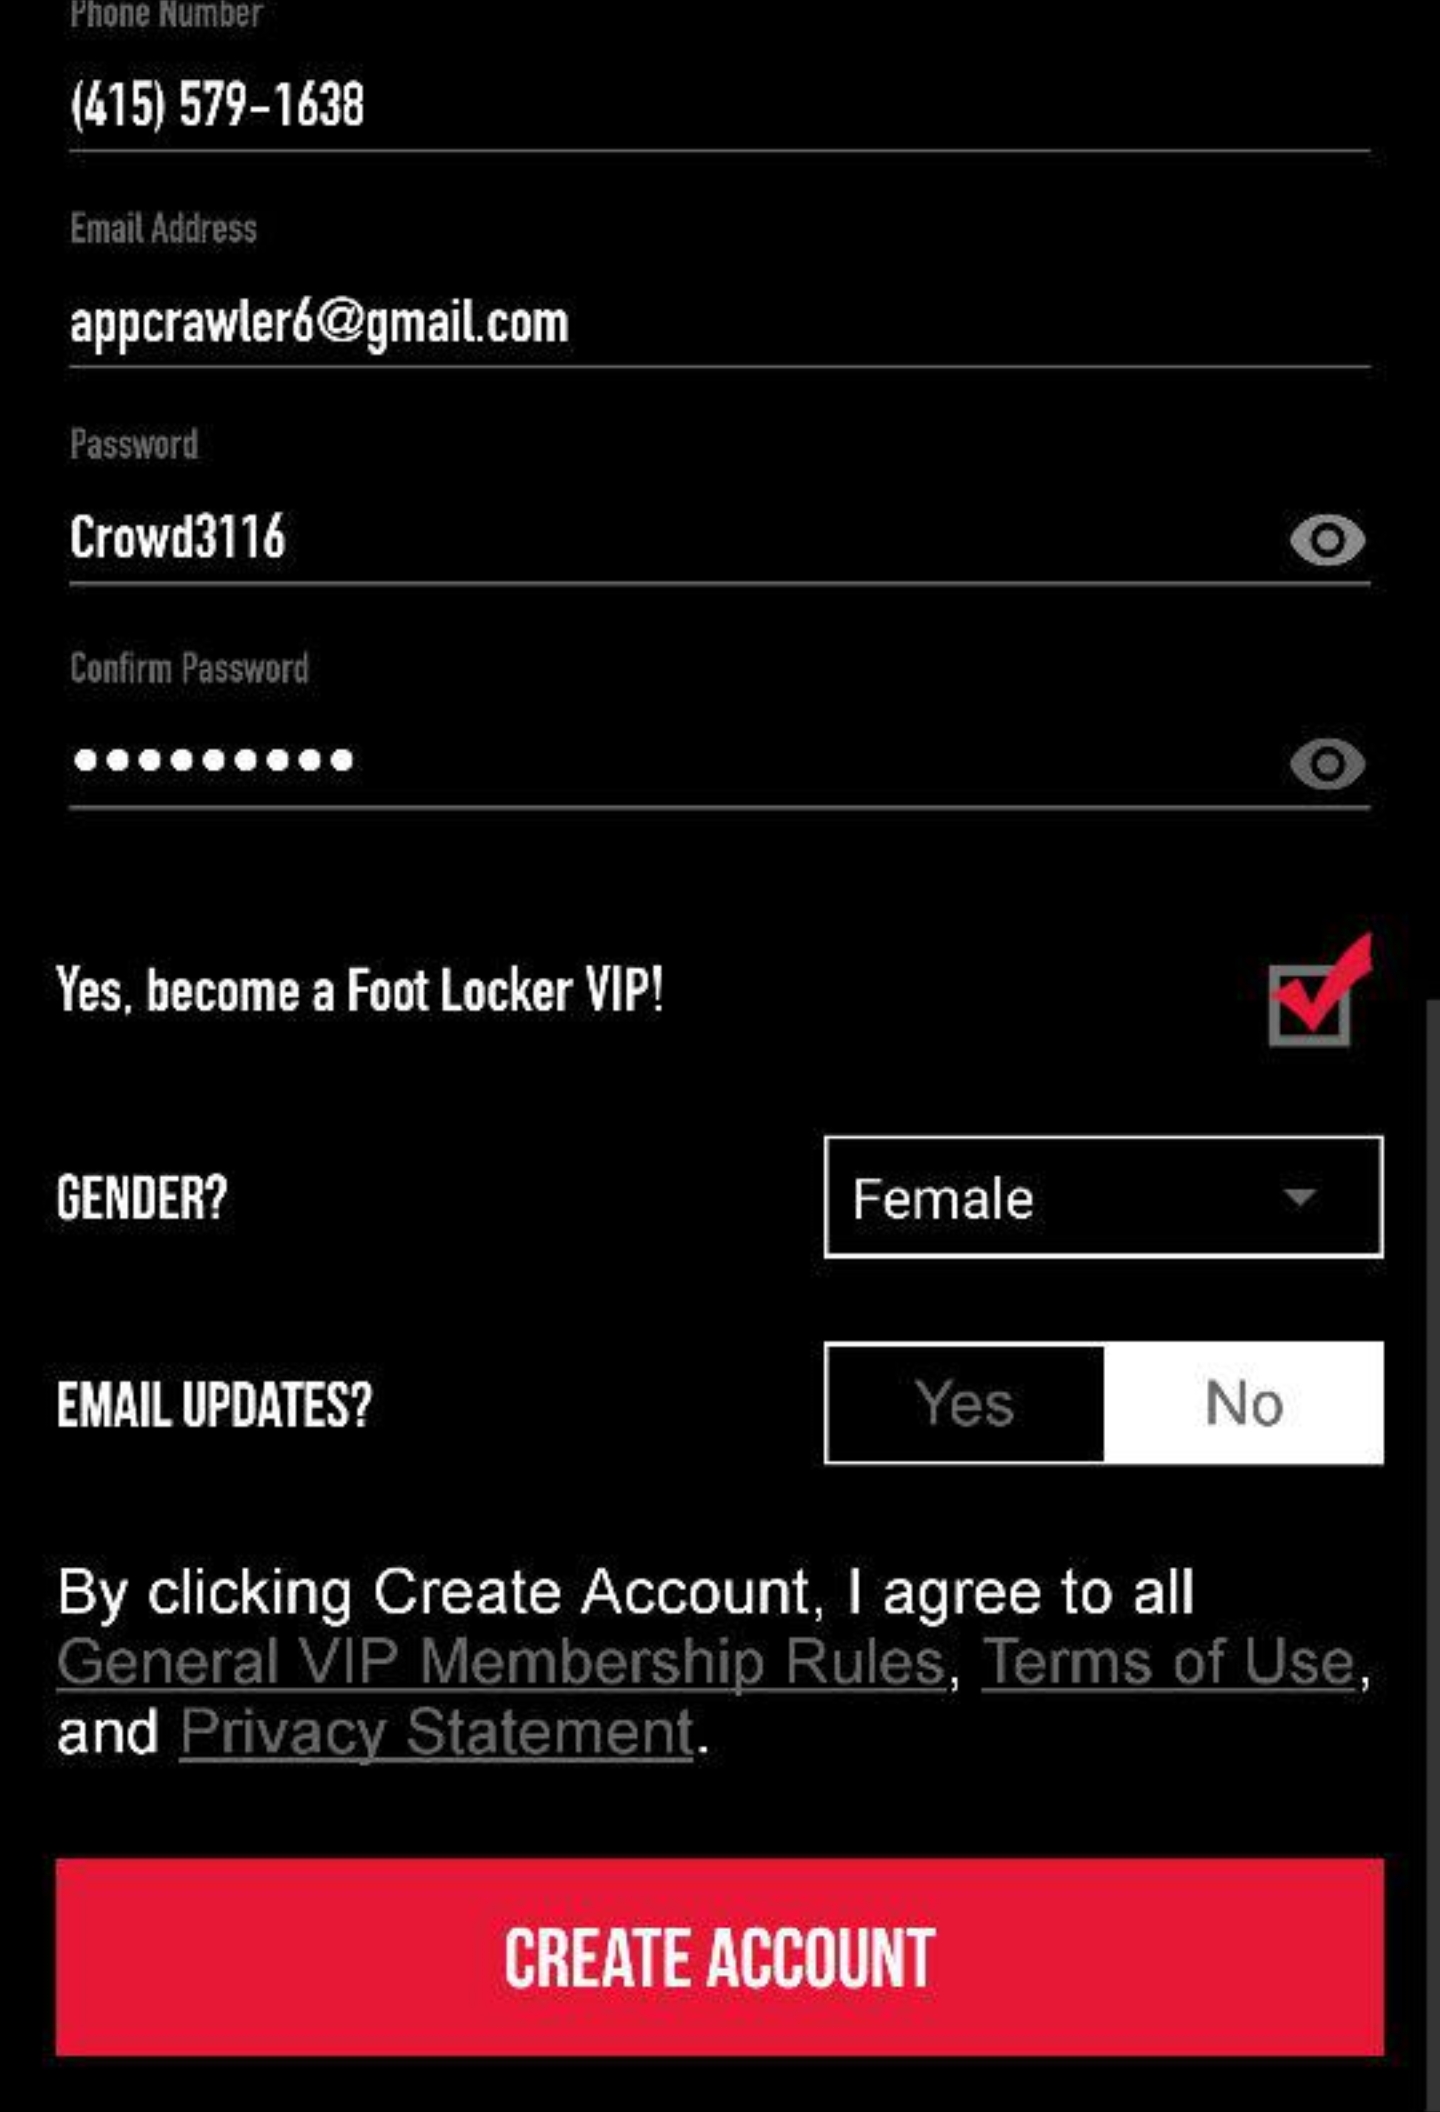 Phone Number
(415) 579-1638
Email Address
appcrawler6@gmail.com
Password
Crowd3116
Confirm Password
•••••••••
Yes, become a Foot Locker VIP!
GENDER?
Female
EMAIL UPDATES?
Yes No
By clicking Create Account, I agree to all
General VIP Membership Rules, Terms of Use,
and Privacy Statement.
CREATE ACCOUNT